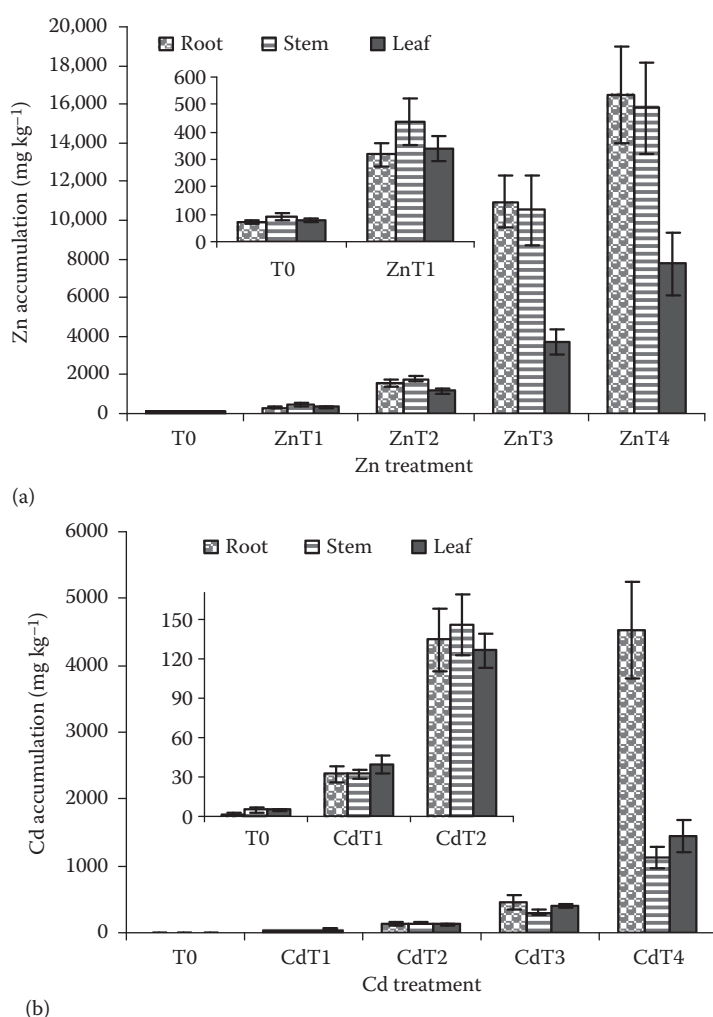 20,000
18,000
16,000
14,000
12,000
10,000
8000
6000
4000
2000
0
Zn accumulation (mg kg⁻¹)
Root Stem Leaf
600
500
400
300
200
100
0
T0 ZnT1
T0 ZnT1 ZnT2 ZnT3 ZnT4
Zn treatment
(a)
6000
5000
4000
3000
2000
1000
0
Cd accumulation (mg kg⁻¹)
Root Stem Leaf
150
120
90
60
30
0
T0 CdT1 CdT2
T0 CdT1 CdT2 CdT3 CdT4
Cd treatment
(b)